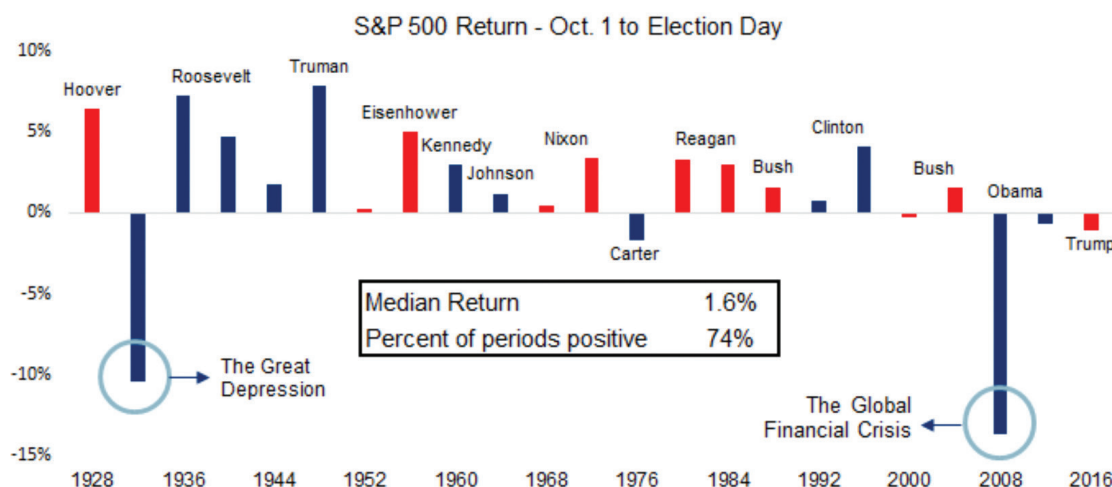 S&P 500 Return - Oct. 1 to Election Day
10%
5%
0%
-5%
-10%
-15%
Hoover
Roosevelt
Truman
Eisenhower
Kennedy
Johnson
Nixon
Carter
Reagan
Bush
Clinton
Bush
Obama
Trump
Median Return 1.6%
Percent of periods positive 74%
The Great
Depression
The Global
Financial Crisis
1928 1936 1944 1952 1960 1968 1976 1984 1992 2000 2008 2016